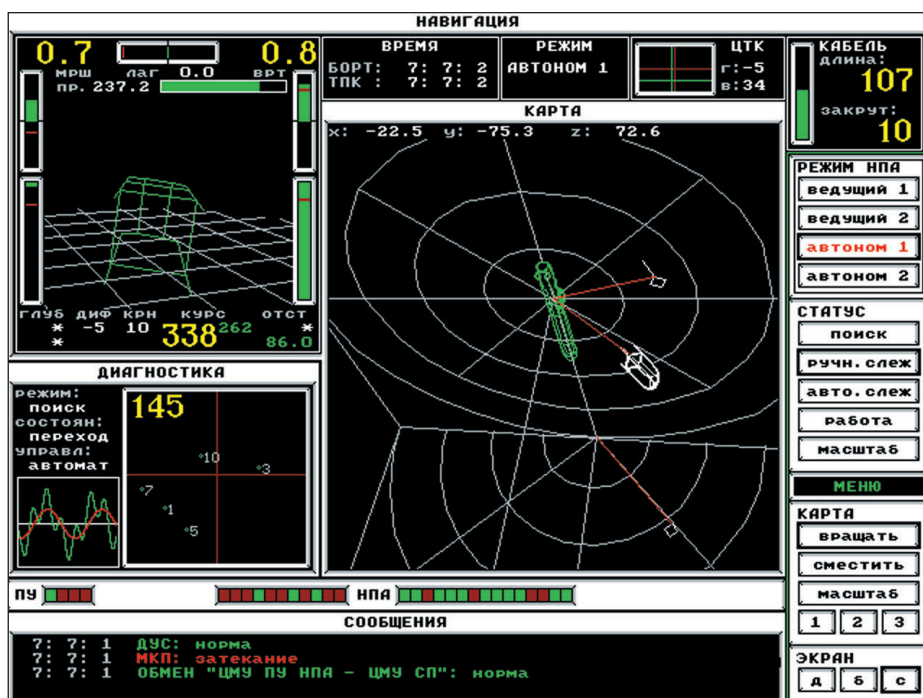 НАВИГАЦИЯ
0.7
0.8
мрш лаг 0.0 врт
пр. 237.2
глуб диф крн курс отст
* -5 10 338 262 *
* * 86.0
ВРЕМЯ
БОРТ: 7: 7: 2
ТПК : 7: 7: 2
РЕЖИМ
АВТОНОМ 1
ЦТК
г:-5
в:34
КАБЕЛЬ
длина:
107
закрут:
10
КАРТА
x: -22.5 y: -75.3 z: 72.6
РЕЖИМ НПА
ведущий 1
ведущий 2
автоном 1
автоном 2
СТАТУС
поиск
ручн.слеж
авто.слеж
работа
масштаб
МЕНЮ
КАРТА
вращать
сместить
масштаб
1 2 3
ЭКРАН
д б с
ДИАГНОСТИКА
режим:
поиск
состоян:
переход
управл:
автомат
145
10
3
7
1
5
ПУ
НПА
СООБЩЕНИЯ
7: 7: 1 ДУС: норма
7: 7: 1 МКП: затекание
7: 7: 1 ОБМЕН "ЦМУ ПУ НПА - ЦМУ СП": норма